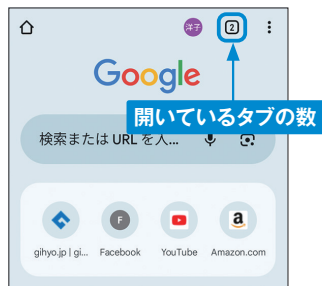 洋子
2
Google
開いているタブの数
検索または URL を入...
F
a
gihyo.jp | gi...
Facebook
YouTube
Amazon.com